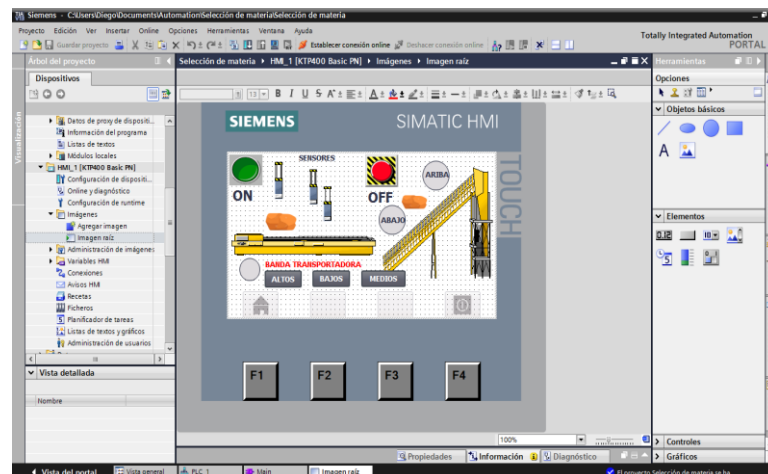 Siemens - C:\Users\Diego\Documents\Automation\Selección de materia\Selección de materia
Proyecto Edición Ver Insertar Online Opciones Herramientas Ventana Ayuda
Totally Integrated Automation
PORTAL
Guardar proyecto
Establecer conexión online
Deshacer conexión online
Árbol del proyecto
Selección de materia
HMI_1 [KTP400 Basic PN]
Imágenes
Imagen raíz
Herramientas
Dispositivos
Opciones
Visualización
Datos de proxy de dispositi...
Información del programa
Listas de textos
Módulos locales
HMI_1 [KTP400 Basic PN]
Configuración de dispositi...
Online y diagnóstico
Configuración de runtime
Imágenes
Agregar imagen
Imagen raíz
Administración de imágenes
Variables HMI
Conexiones
Avisos HMI
Recetas
Ficheros
Planificador de tareas
Listas de textos y gráficos
Administración de usuarios
Vista detallada
Nombre
SIEMENS
SIMATIC HMI
TOUCH
SENSORES
ON
OFF
ARIBA
ABAJO
BANDA TRANSPORTADORA
ALTOS
BAJOS
MEDIOS
F1
F2
F3
F4
100%
Objetos básicos
A
Elementos
Controles
Gráficos
Propiedades
Información
Diagnóstico
Vista del portal
Vista general
PLC_1
Main
Imagen raíz
El proyecto Selección de materia se ha